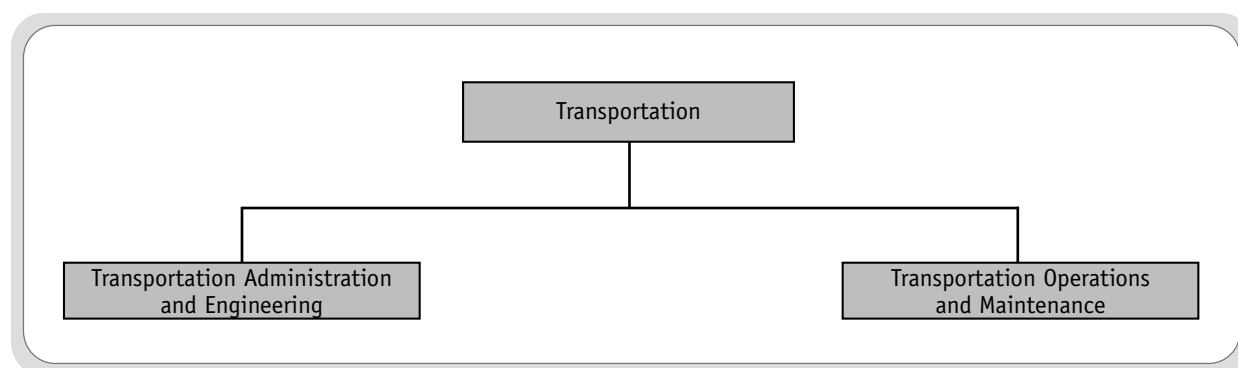 Transportation
Transportation Administration
and Engineering
Transportation Operations
and Maintenance